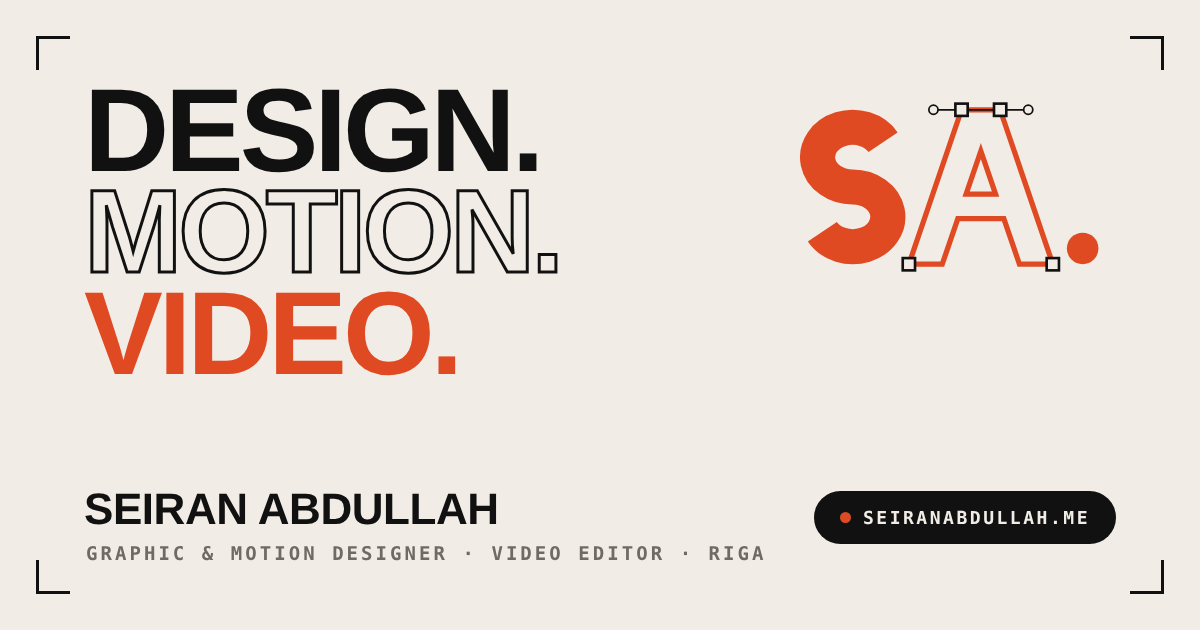 DESIGN.
MOTION.
VIDEO.
SA.
SEIRAN ABDULLAH
GRAPHIC & MOTION DESIGNER · VIDEO EDITOR · RIGA
SEIRANABDULLAH.ME